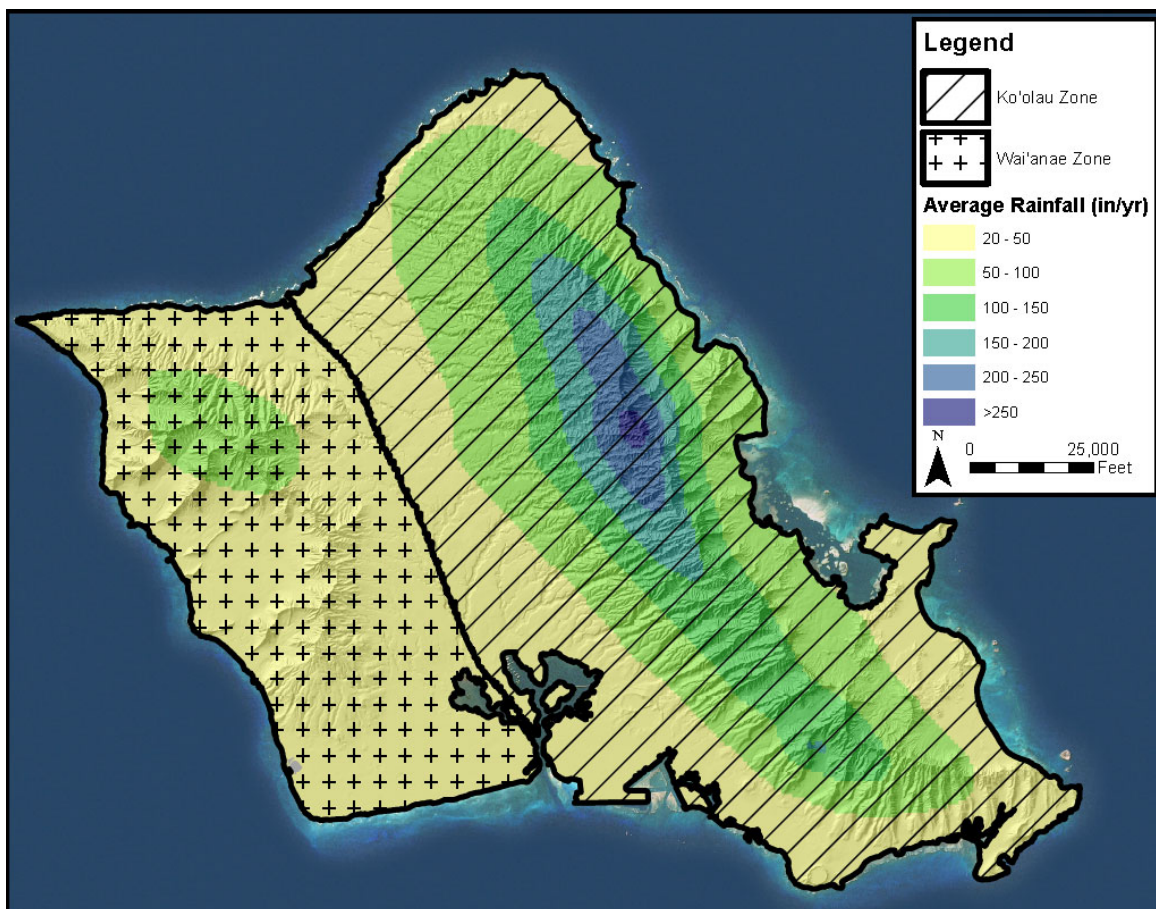 Legend
Ko'olau Zone
Wai'anae Zone
Average Rainfall (in/yr)
20 - 50
50 - 100
100 - 150
150 - 200
200 - 250
>250
N
0 25,000
Feet